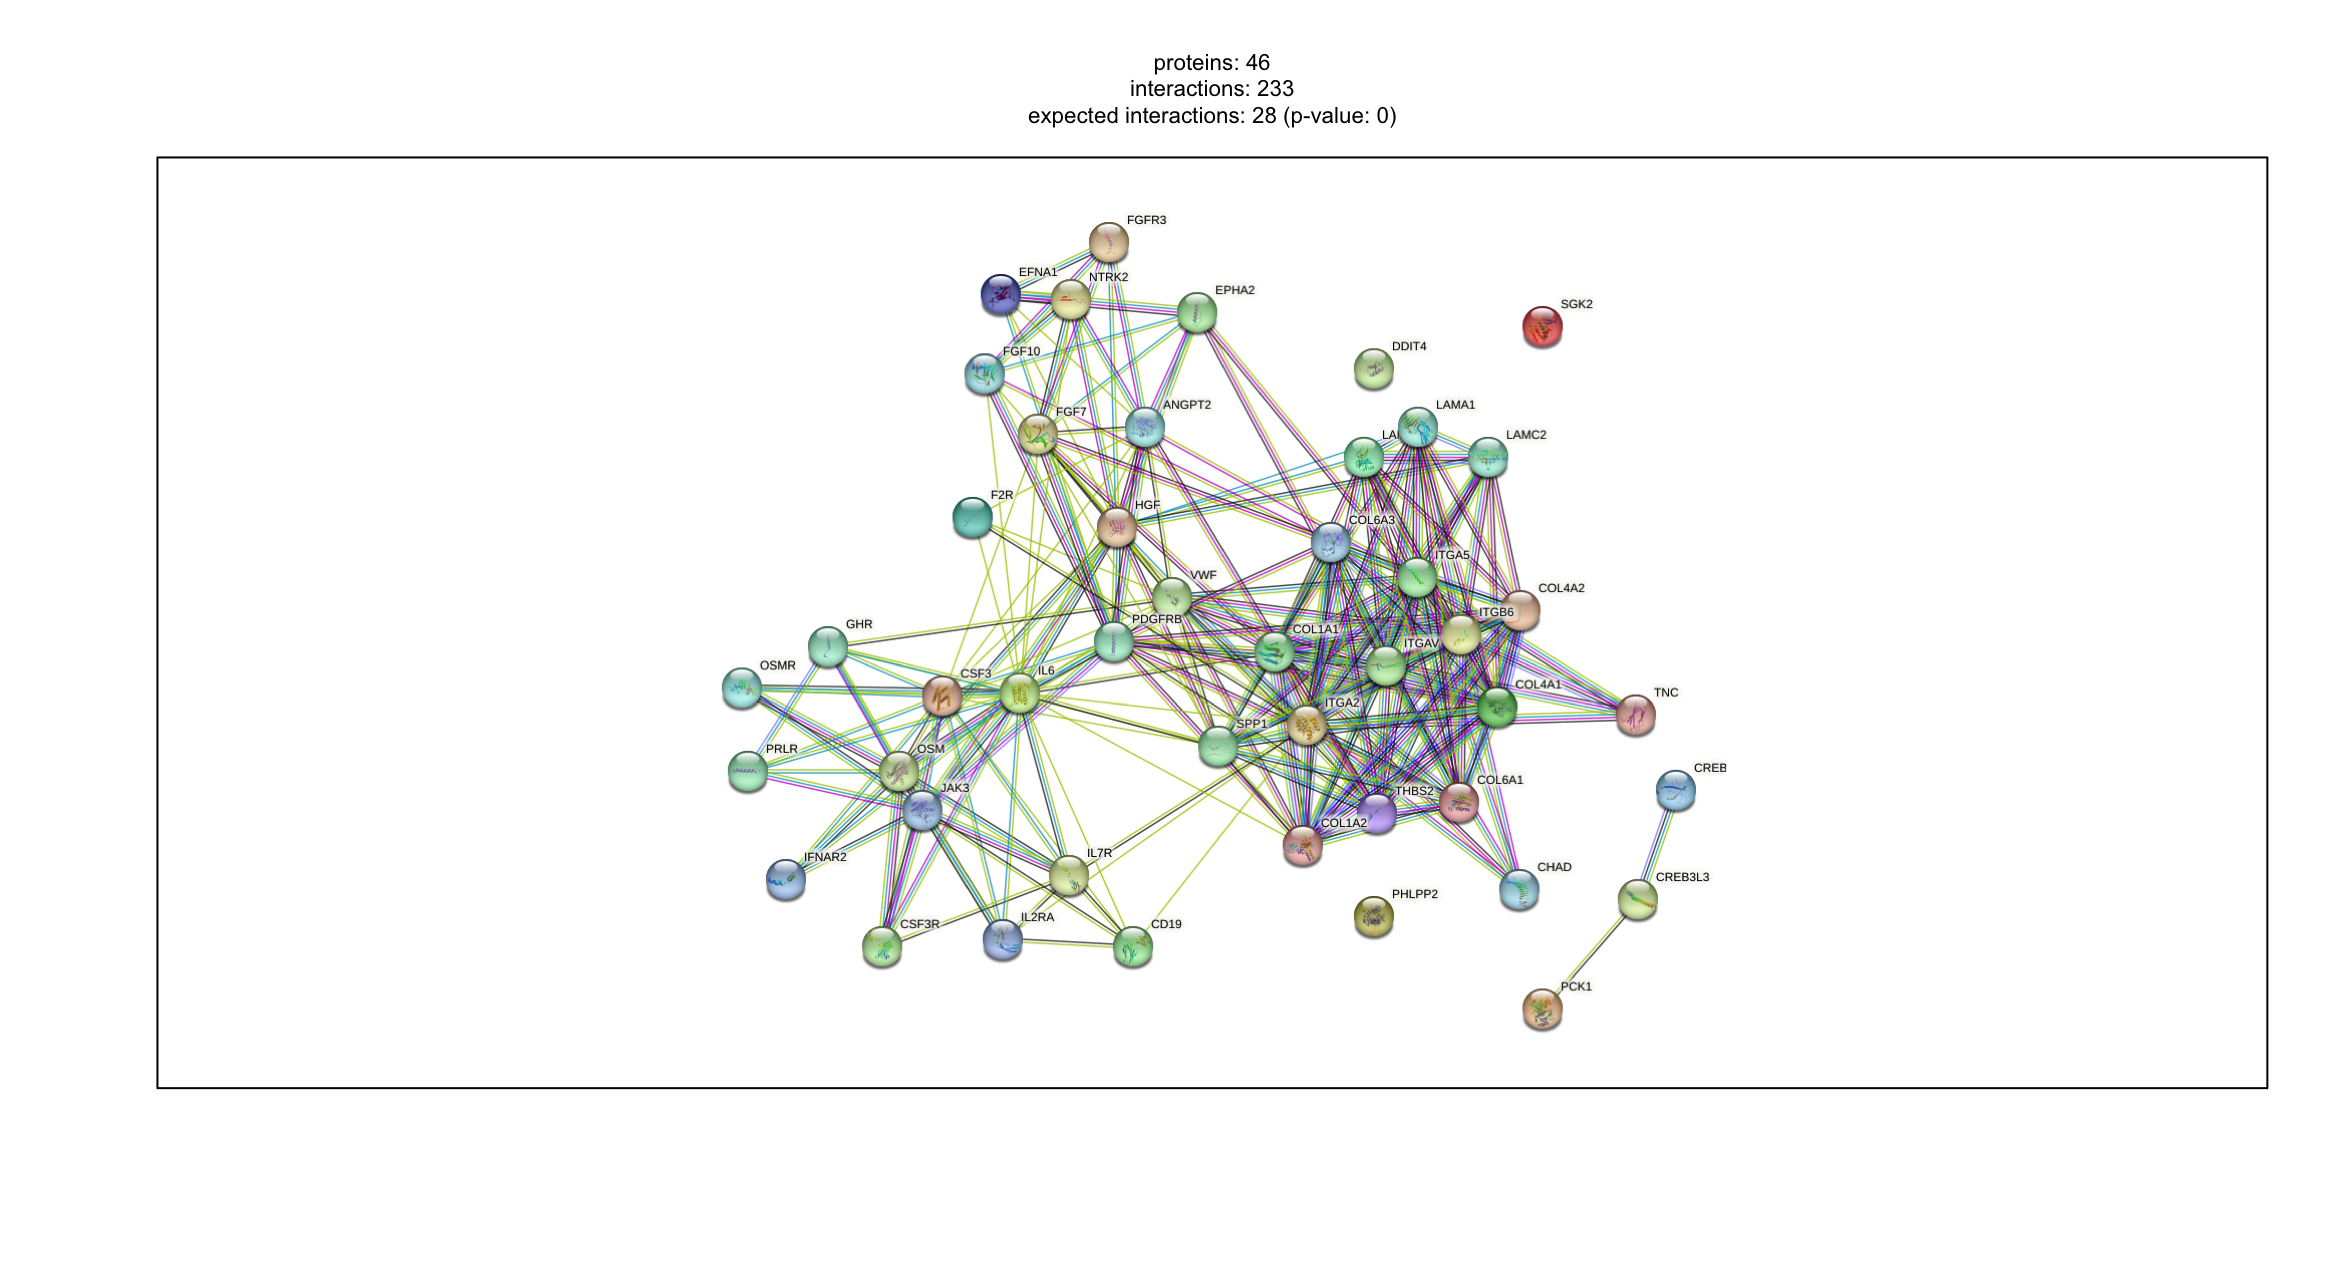 proteins: 46
interactions: 233
expected interactions: 28 (p-value: 0)
FGFR3
EFNA1
NTRK2
EPHA2
SGK2
DDIT4
FGF10
ANGPT2
FGF7
LAMA1
LAMC2
F2R
HGF
COL6A3
ITGA5
VWF
COL4A2
PDGFRB
ITGB6
GHR
COL1A1
ITGAV
OSMR
CSF3
IL6
COL4A1
TNC
ITGA2
SPP1
PRLR
OSM
CREB
JAK3
COL6A1
THBS2
COL1A2
IFNAR2
IL7R
CHAD
CREB3L3
PHLPP2
CSF3R
IL2RA
CD19
PCK1